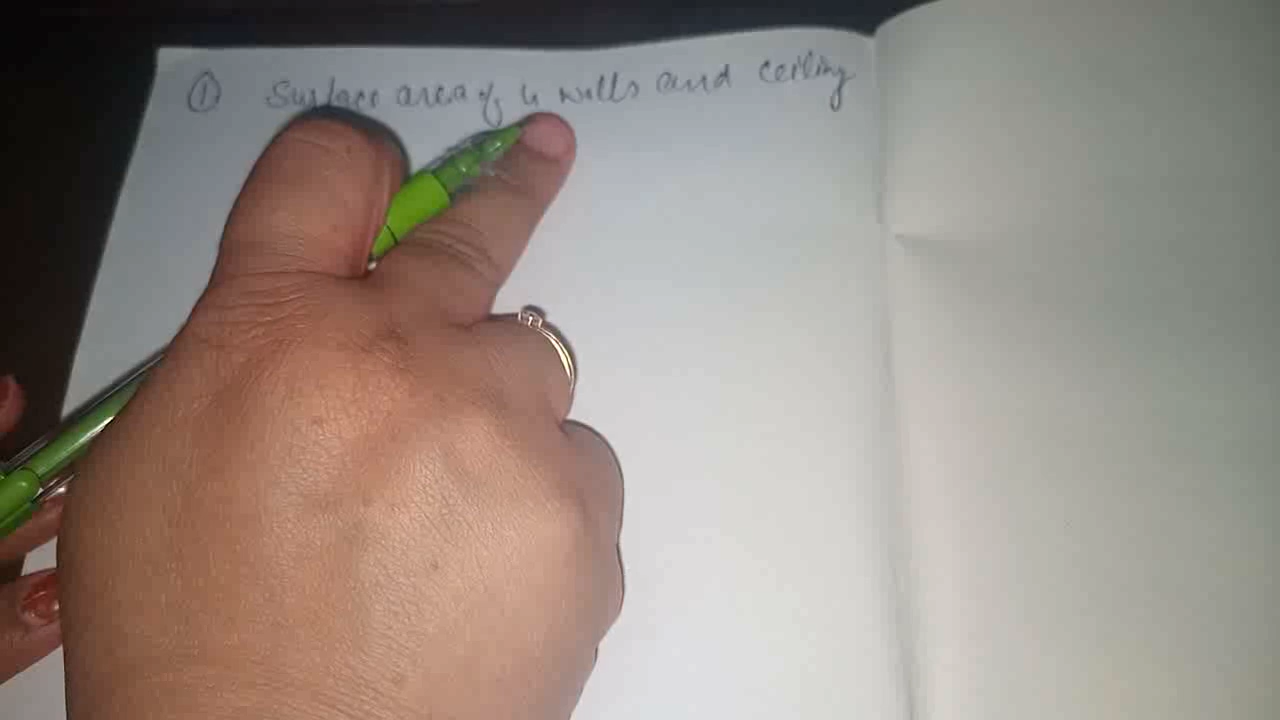 ① Surface area of 4 walls and ceiling